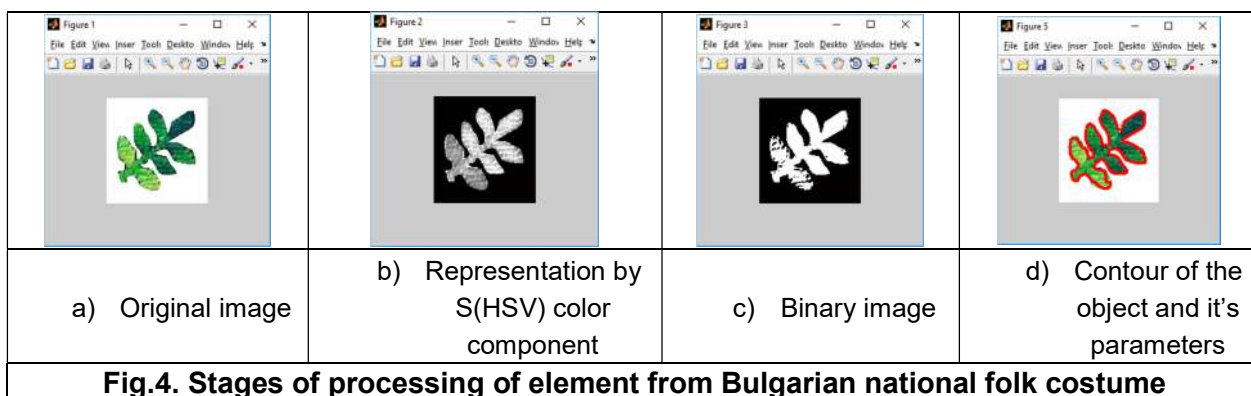 Figure 1
File Edit View Inser Tools Deskto Window Help
Figure 2
File Edit View Inser Tools Deskto Window Help
Figure 3
File Edit View Inser Tools Deskto Window Help
Figure 5
File Edit View Inser Tools Deskto Window Help
a) Original image
b) Representation by
S(HSV) color
component
c) Binary image
d) Contour of the
object and it's
parameters
Fig.4. Stages of processing of element from Bulgarian national folk costume